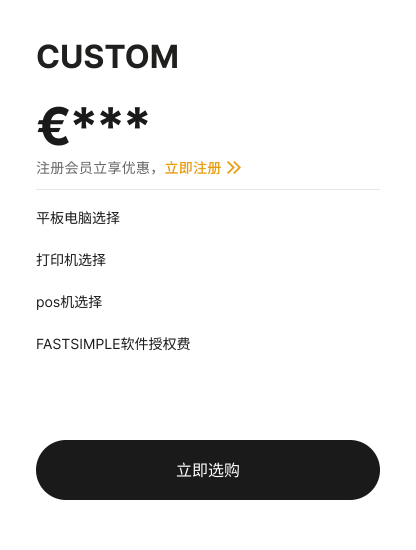 CUSTOM
€***
注册会员立享优惠，立即注册
平板电脑选择
打印机选择
pos机选择
FASTSIMPLE软件授权费
立即选购